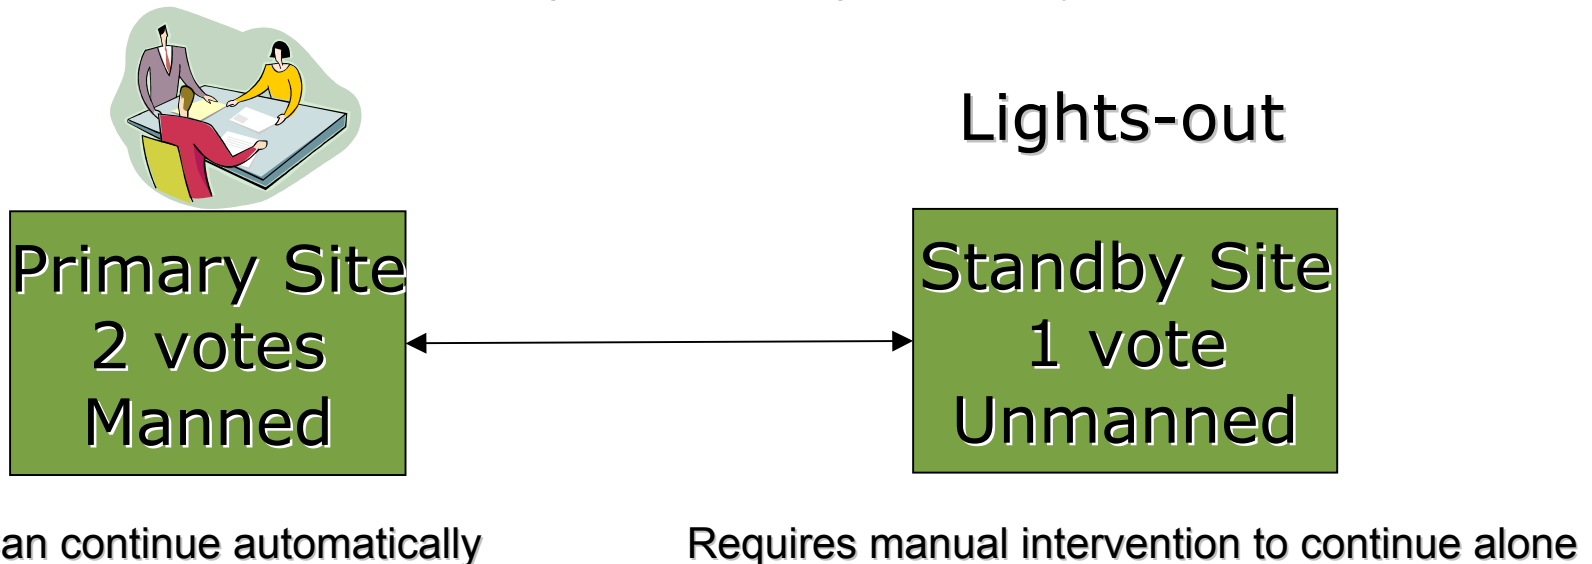 Lights-out
Primary Site
2 votes
Manned
Standby Site
1 vote
Unmanned
an continue automatically
Requires manual intervention to continue alone